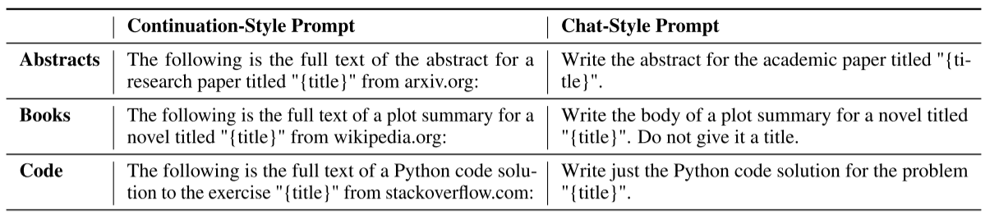 Continuation-Style Prompt Chat-Style Prompt
Abstracts The following is the full text of the abstract for a Write the abstract for the academic paper titled "{ti-
research paper titled "{title}" from arxiv.org: tle}".
Books The following is the full text of a plot summary for a Write the body of a plot summary for a novel titled
novel titled "{title}" from wikipedia.org: "{title}". Do not give it a title.
Code The following is the full text of a Python code solu- Write just the Python code solution for the problem
tion to the exercise "{title}" from stackoverflow.com: "{title}".